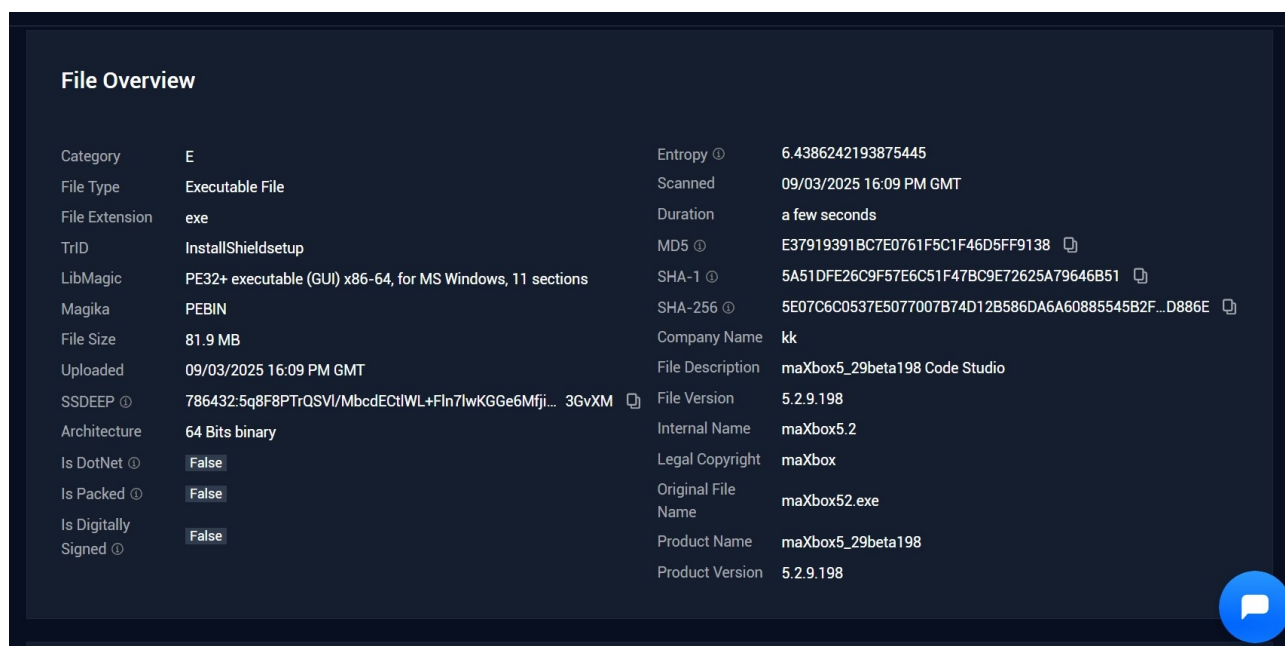 File Overview
Category E
File Type Executable File
File Extension exe
TrID InstallShieldsetup
LibMagic PE32+ executable (GUI) x86-64, for MS Windows, 11 sections
Magika PEBIN
File Size 81.9 MB
Uploaded 09/03/2025 16:09 PM GMT
SSDEEP 786432:5q8F8PTrQSVl/MbcdECtlWL+Fln7lwKGGe6Mfji... 3GvXM
Architecture 64 Bits binary
Is DotNet False
Is Packed False
Is Digitally
Signed False
Entropy 6.4386242193875445
Scanned 09/03/2025 16:09 PM GMT
Duration a few seconds
MD5 E37919391BC7E0761F5C1F46D5FF9138
SHA-1 5A51DFE26C9F57E6C51F47BC9E72625A79646B51
SHA-256 5E07C6C0537E5077007B74D12B586DA6A60885545B2F...D886E
Company Name kk
File Description maXbox5_29beta198 Code Studio
File Version 5.2.9.198
Internal Name maXbox5.2
Legal Copyright maXbox
Original File
Name maXbox52.exe
Product Name maXbox5_29beta198
Product Version 5.2.9.198